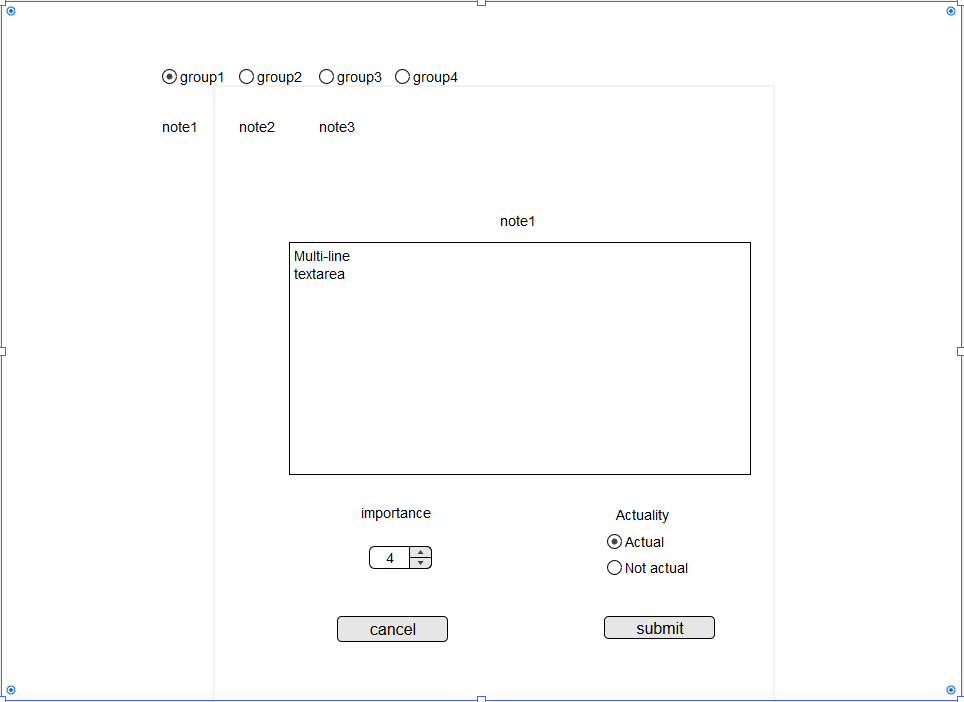 group1 group2 group3 group4
note1 note2 note3
note1
Multi-line
textarea
importance
Actuality
Actual
4
Not actual
cancel submit